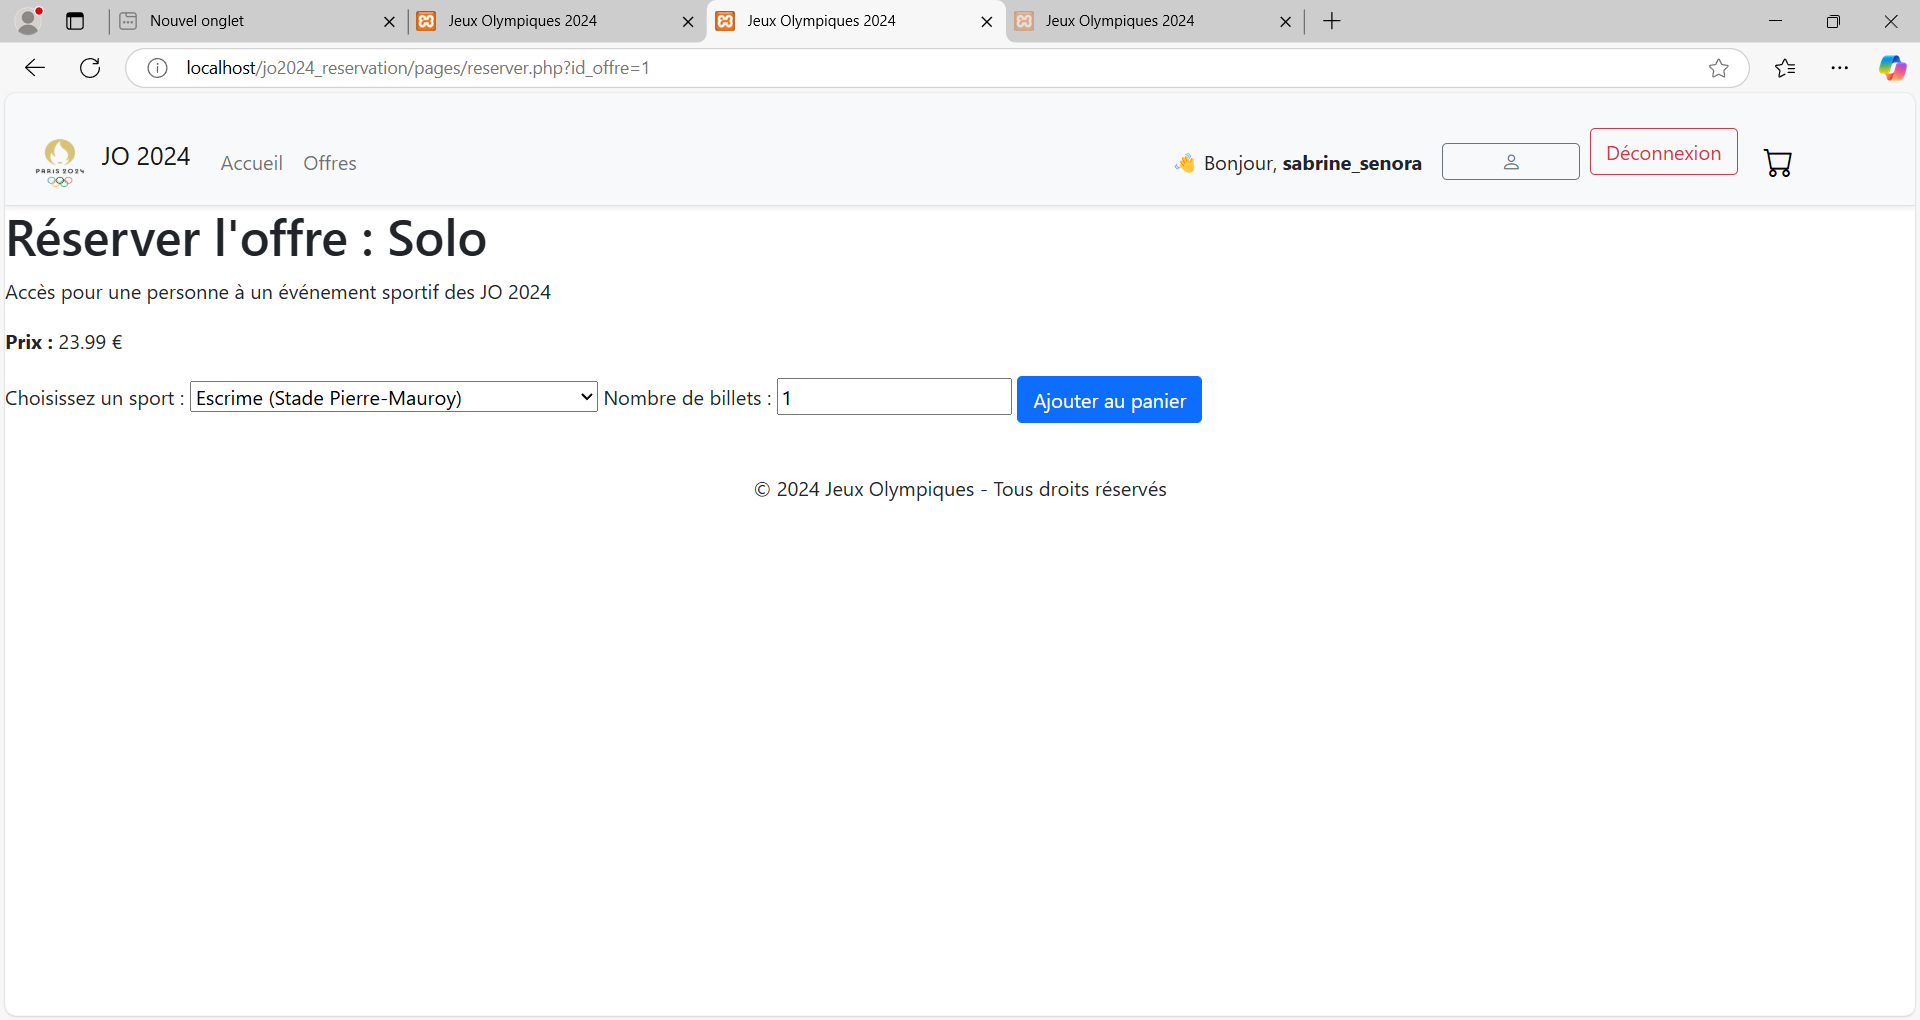 Nouvel onglet
Jeux Olympiques 2024
Jeux Olympiques 2024
Jeux Olympiques 2024
localhost/jo2024_reservation/pages/reserver.php?id_offre=1
PARIS 2024
JO 2024
Accueil
Offres
👋 Bonjour, sabrine_senora
Déconnexion
Réserver l'offre : Solo
Accès pour une personne à un événement sportif des JO 2024
Prix : 23.99 €
Choisissez un sport : Escrime (Stade Pierre-Mauroy) Nombre de billets : 1 Ajouter au panier
© 2024 Jeux Olympiques - Tous droits réservés